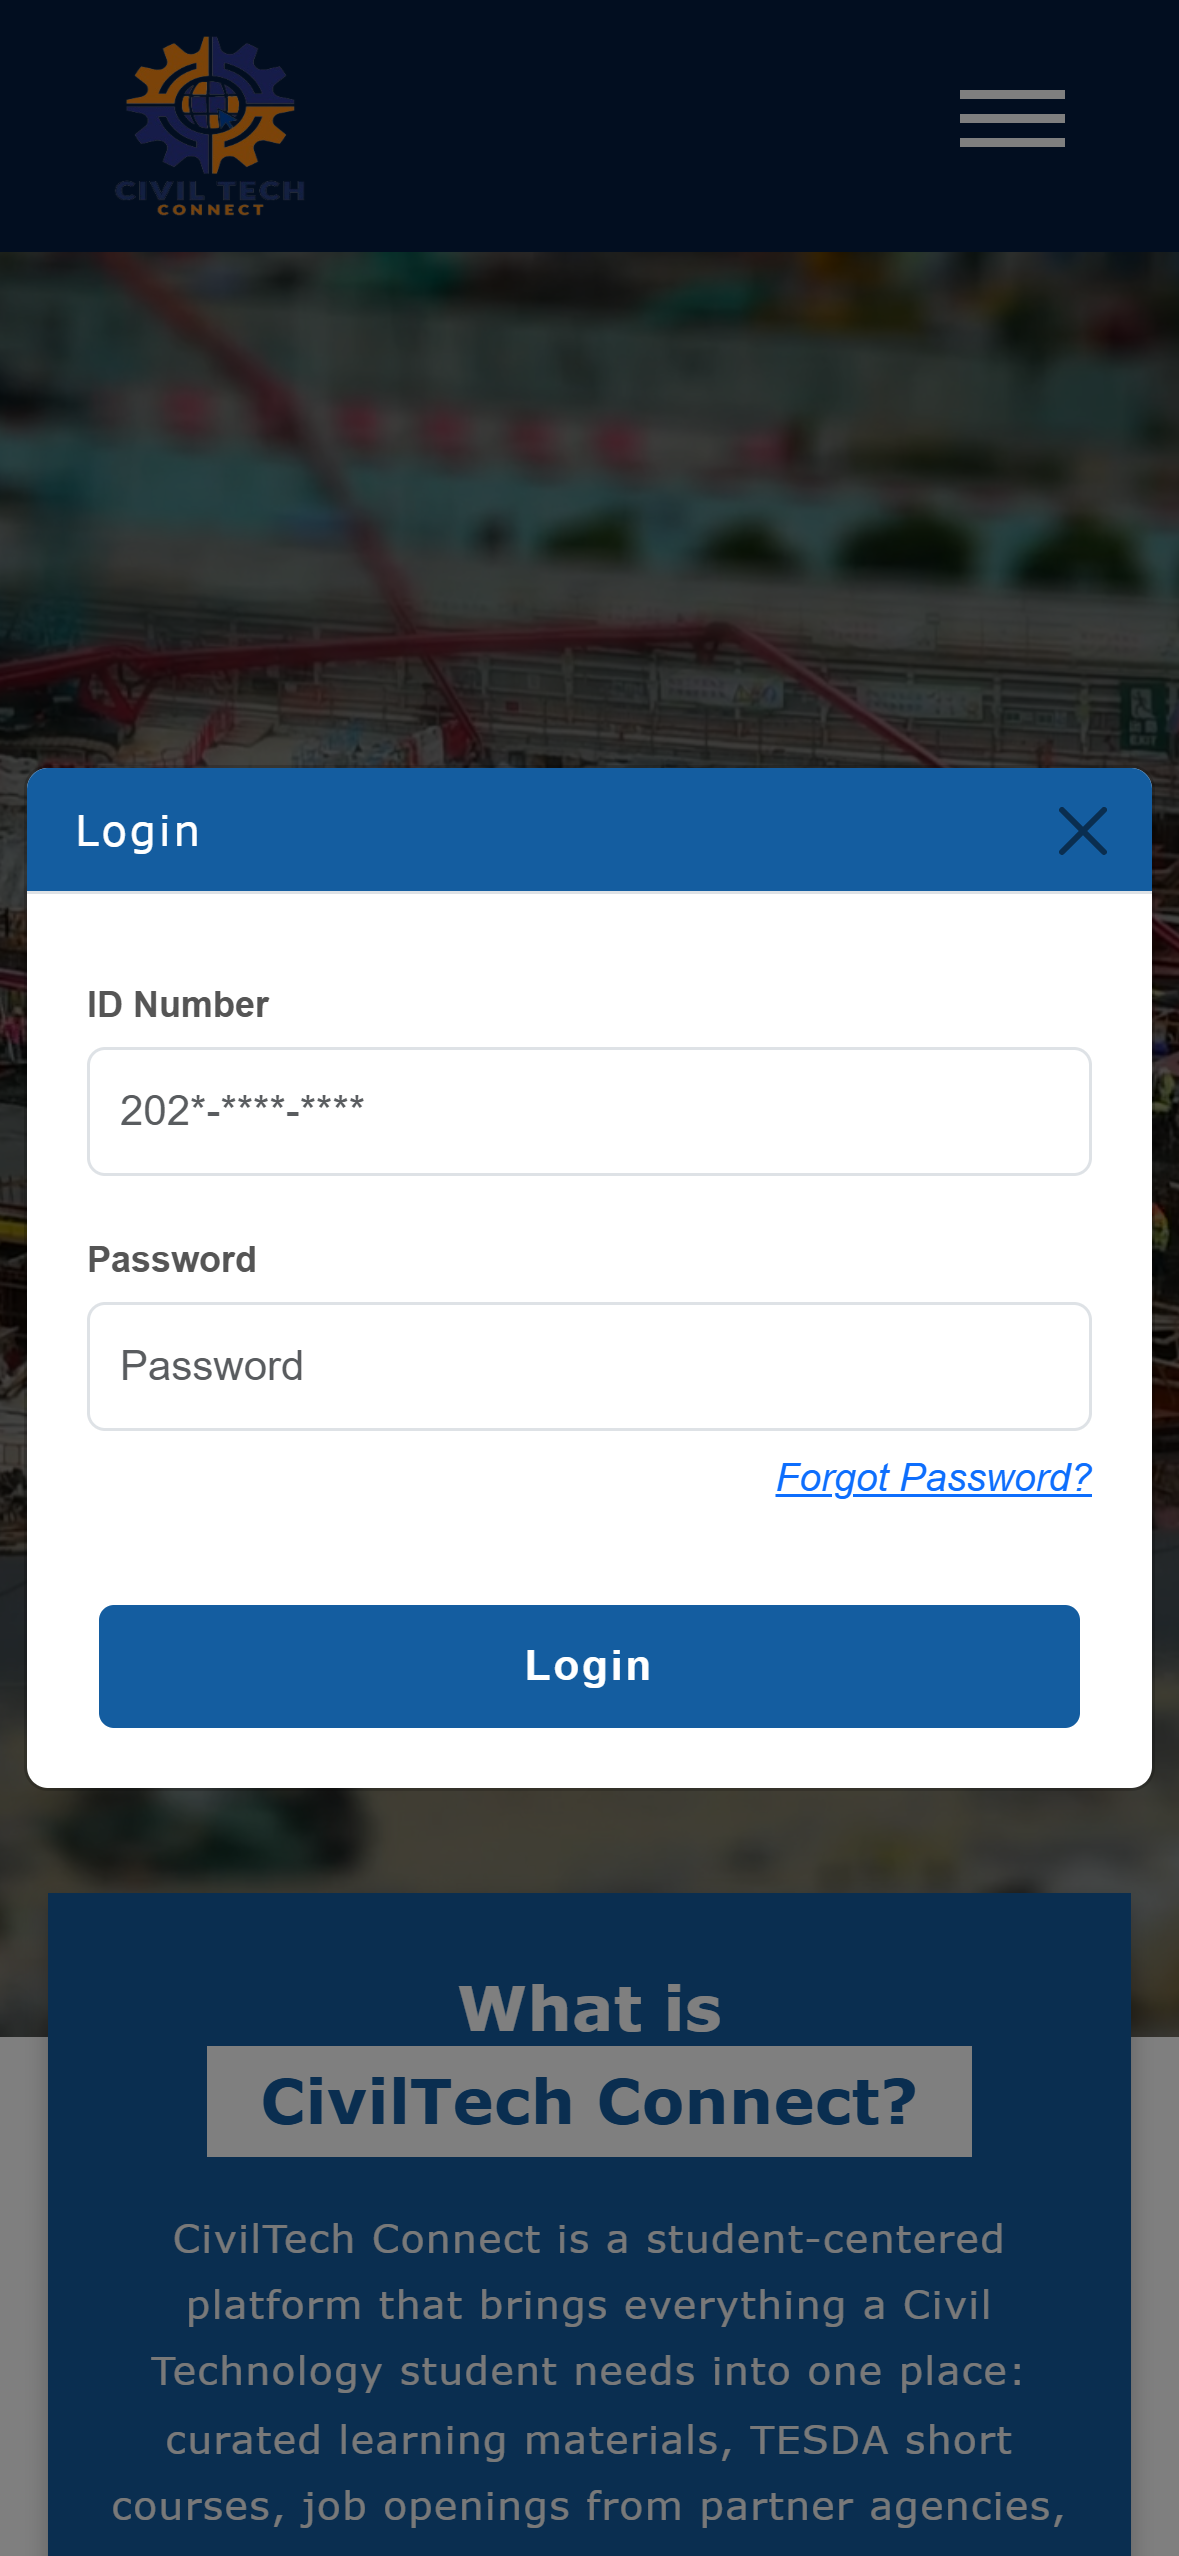 CIVIL TECH
CONNECT
EXIT
Login
ID Number
202*-****-****
Password
Password
Forgot Password?
Login
What is
CivilTech Connect?
CivilTech Connect is a student-centered
platform that brings everything a Civil
Technology student needs into one place:
curated learning materials, TESDA short
courses, job openings from partner agencies,